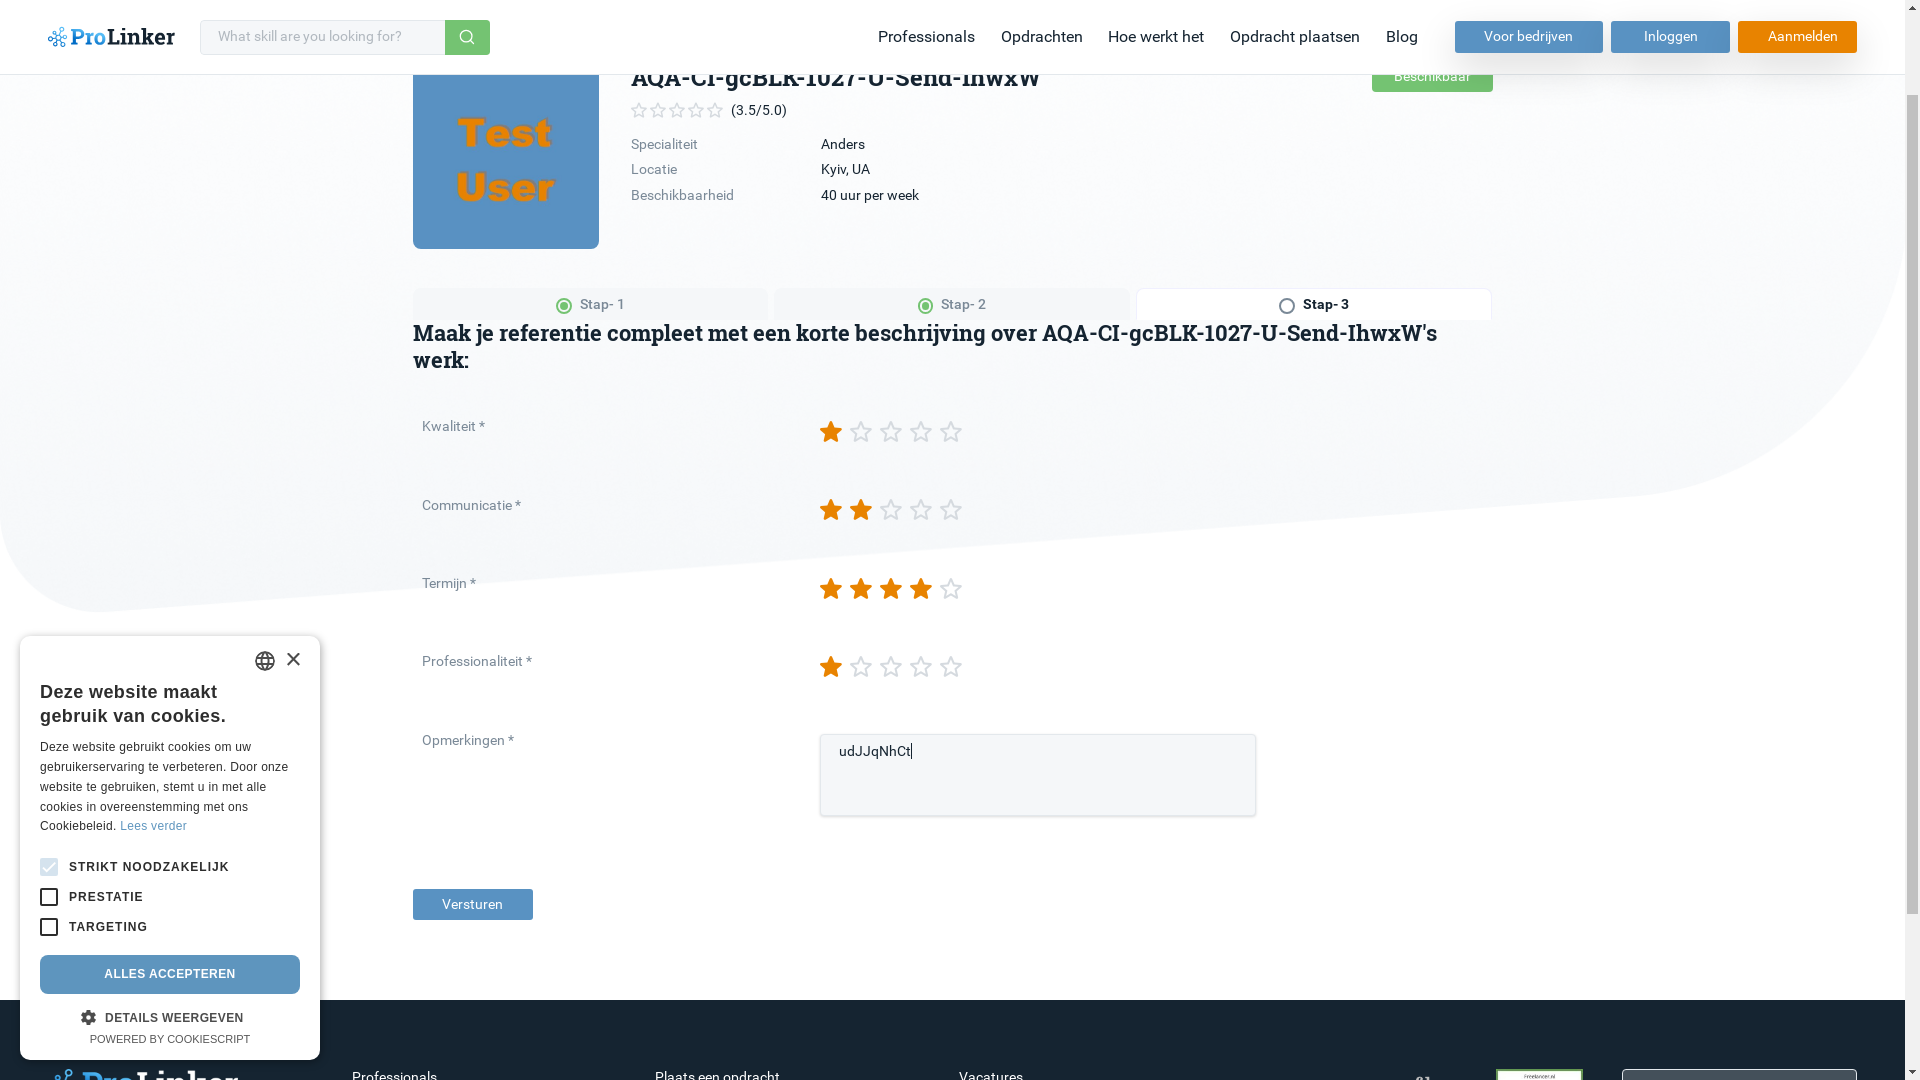 ProLinker
What skill are you looking for?
Professionals
Opdrachten
Hoe werkt het
Opdracht plaatsen
Blog
Voor bedrijven
Inloggen
Aanmelden
AQA-CI-gcBLK-1027-U-Send-IhwxW
Beschikbaar
(3.5/5.0)
Test
User
Specialiteit
Anders
Locatie
Kyiv, UA
Beschikbaarheid
40 uur per week
Stap- 1
Stap- 2
Stap- 3
Maak je referentie compleet met een korte beschrijving over AQA-CI-gcBLK-1027-U-Send-IhwxW's
werk:
Kwaliteit *
Communicatie *
Termijn *
Professionaliteit *
Opmerkingen *
udJJqNhCt
Versturen
×
Deze website maakt
gebruik van cookies.
Deze website gebruikt cookies om uw
gebruikerservaring te verbeteren. Door onze
website te gebruiken, stemt u in met alle
cookies in overeenstemming met ons
Cookiebeleid. Lees verder
STRIKT NOODZAKELIJK
PRESTATIE
TARGETING
ALLES ACCEPTEREN
DETAILS WEERGEVEN
POWERED BY COOKIESCRIPT
ProLinker
Professionals
Plaats een opdracht
Vacatures
Freelancer.nl